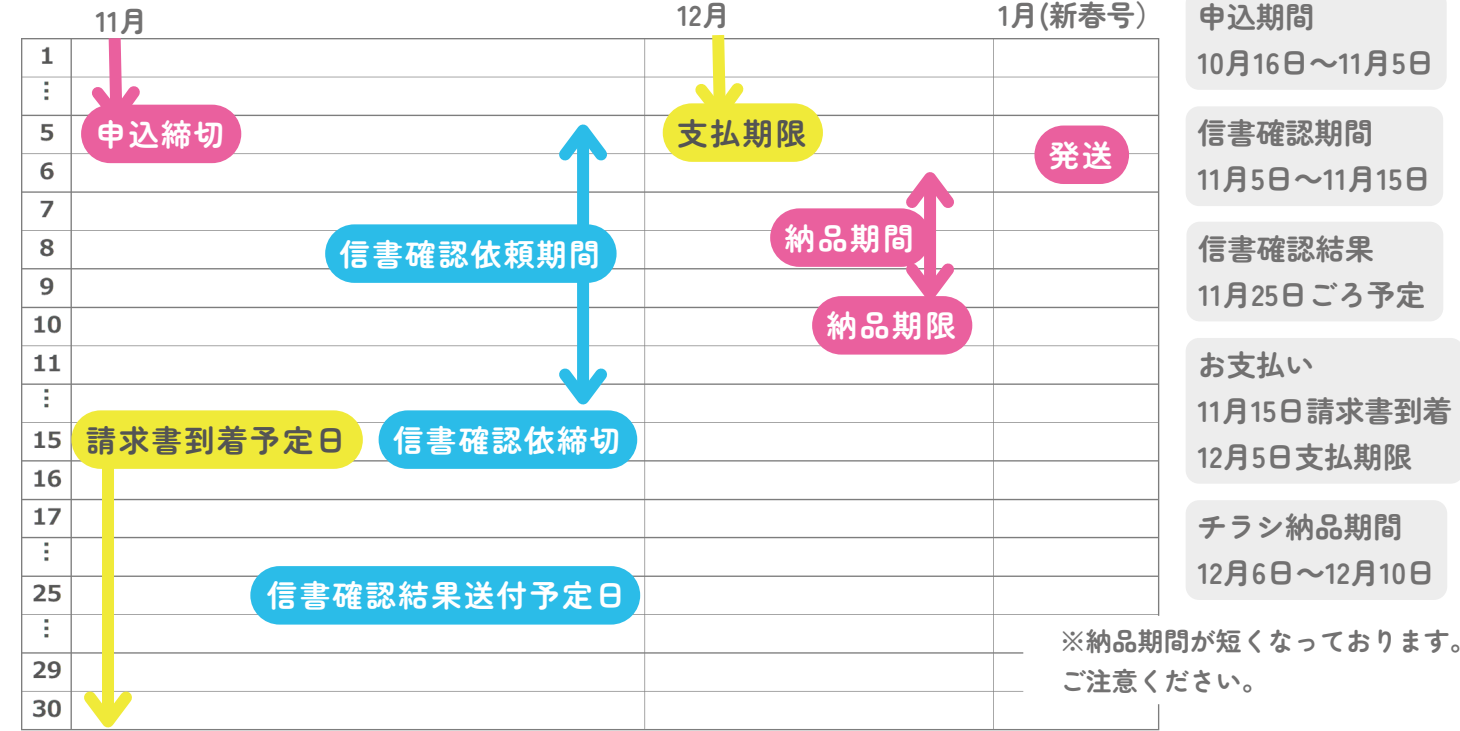 11月
12月
1月(新春号)
1
⋮
5
6
7
8
9
10
11
⋮
15
16
17
⋮
25
⋮
29
30
申込締切
支払期限
発送
信書確認依頼期間
納品期間
納品期限
請求書到着予定日
信書確認依締切
信書確認結果送付予定日
申込期間
10月16日〜11月5日
信書確認期間
11月5日〜11月15日
信書確認結果
11月25日ごろ予定
お支払い
11月15日請求書到着
12月5日支払期限
チラシ納品期間
12月6日〜12月10日
※納品期間が短くなっております。
ご注意ください。